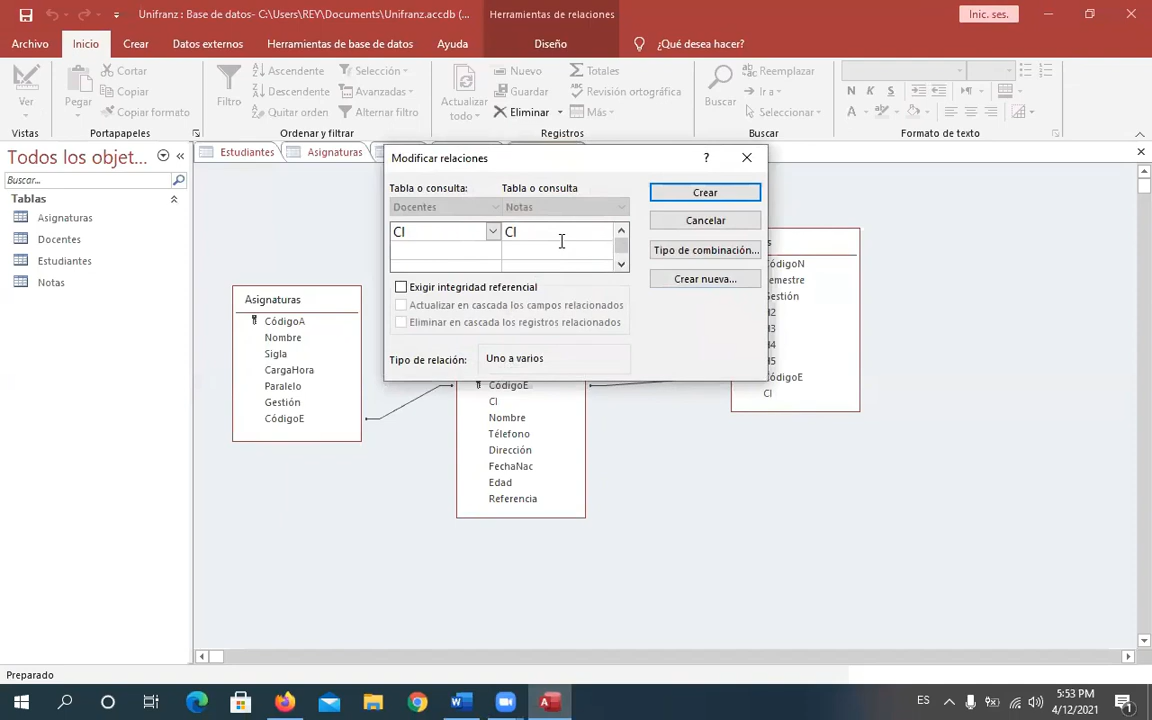 Unifranz : Base de datos- C:\Users\REY\Documents\Unifranz.accdb (...
Herramientas de relaciones
Inic. ses.
Archivo
Inicio
Crear
Datos externos
Herramientas de base de datos
Ayuda
Diseño
¿Qué desea hacer?
Ver
Vistas
Pegar
Cortar
Copiar
Copiar formato
Portapapeles
Filtro
Ascendente
Descendente
Quitar orden
Selección
Avanzadas
Alternar filtro
Ordenar y filtrar
Actualizar
todo
Nuevo
Guardar
Eliminar
Totales
Revisión ortográfica
Más
Registros
Buscar
Reemplazar
Ir a
Seleccionar
Buscar
N K S
A
Formato de texto
Todos los objet...
Buscar...
Tablas
Asignaturas
Docentes
Estudiantes
Notas
Estudiantes
Asignaturas
Modificar relaciones
?
Tabla o consulta:
Tabla o consulta
Docentes
Notas
CI
CI
Exigir integridad referencial
Actualizar en cascada los campos relacionados
Eliminar en cascada los registros relacionados
Tipo de relación:
Uno a varios
Crear
Cancelar
Tipo de combinación...
Crear nueva...
Asignaturas
CódigoA
Nombre
Sigla
CargaHora
Paralelo
Gestión
CódigoE
CódigoE
CI
Nombre
Télefono
Dirección
FechaNac
Edad
Referencia
CódigoN
Gestión
CI
Preparado
ES
5:53 PM
4/12/2021
1